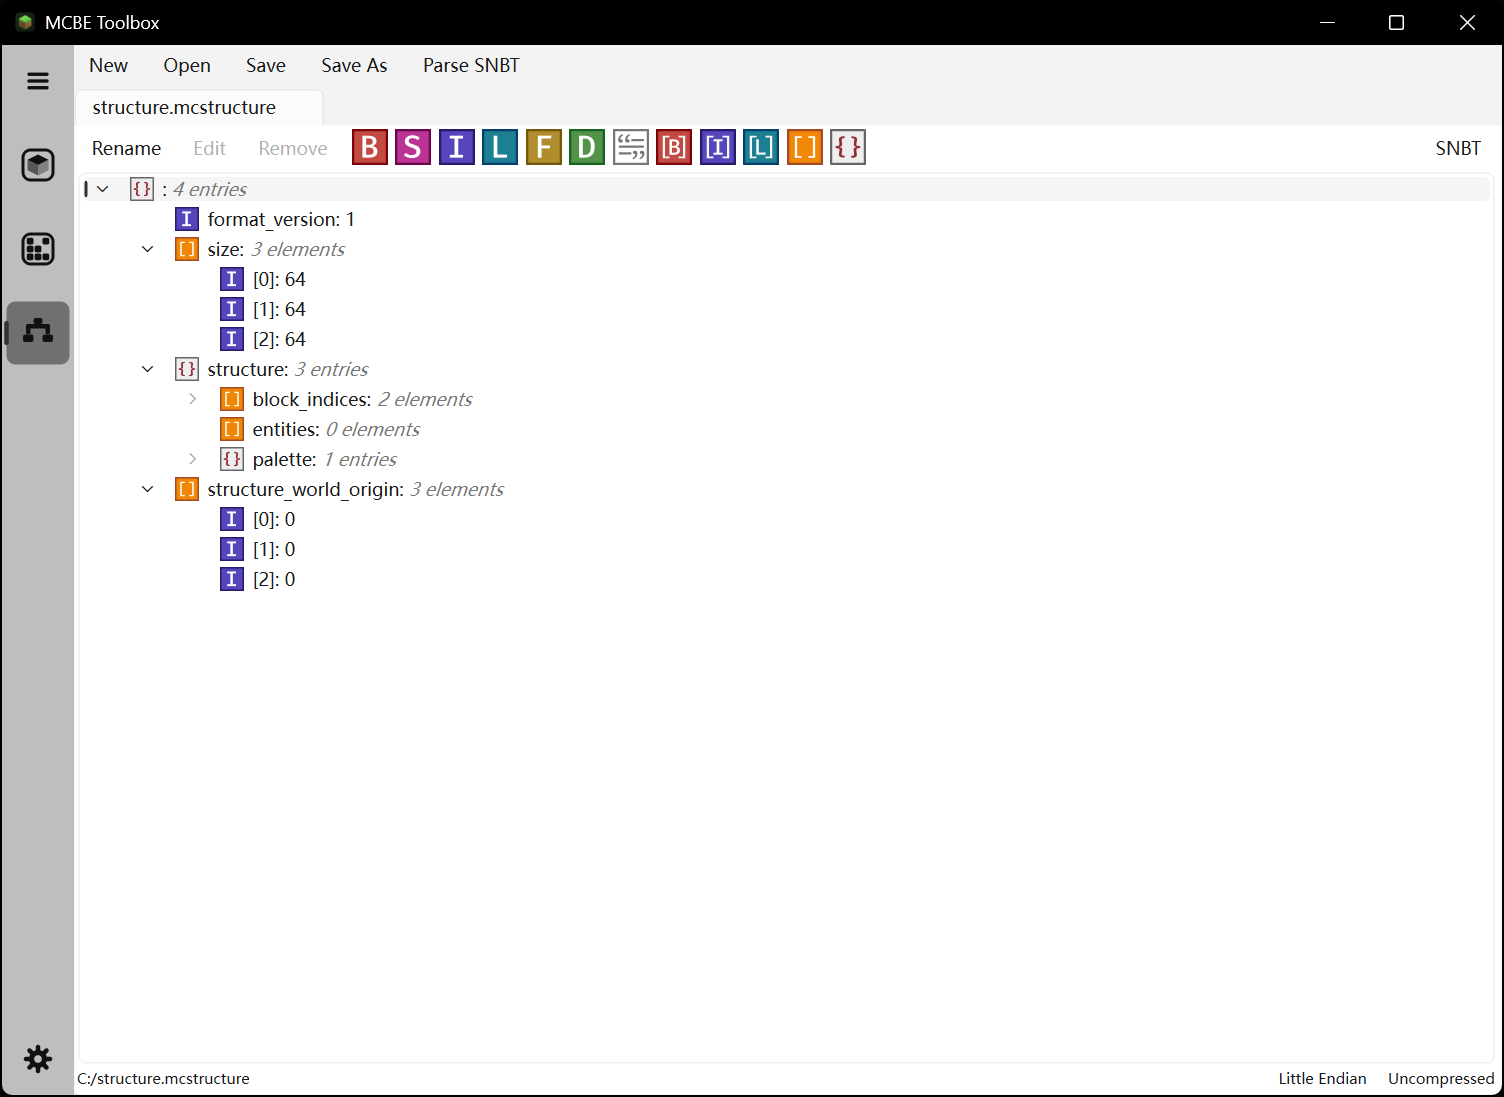 MCBE Toolbox
New Open Save Save As Parse SNBT
structure.mcstructure
Rename Edit Remove B S I L F D “―„ [B] [I] [L] [ ] { } SNBT
{ } : 4 entries
I format_version: 1
[ ] size: 3 elements
I [0]: 64
I [1]: 64
I [2]: 64
{ } structure: 3 entries
[ ] block_indices: 2 elements
[ ] entities: 0 elements
{ } palette: 1 entries
[ ] structure_world_origin: 3 elements
I [0]: 0
I [1]: 0
I [2]: 0
C:/structure.mcstructure Little Endian Uncompressed